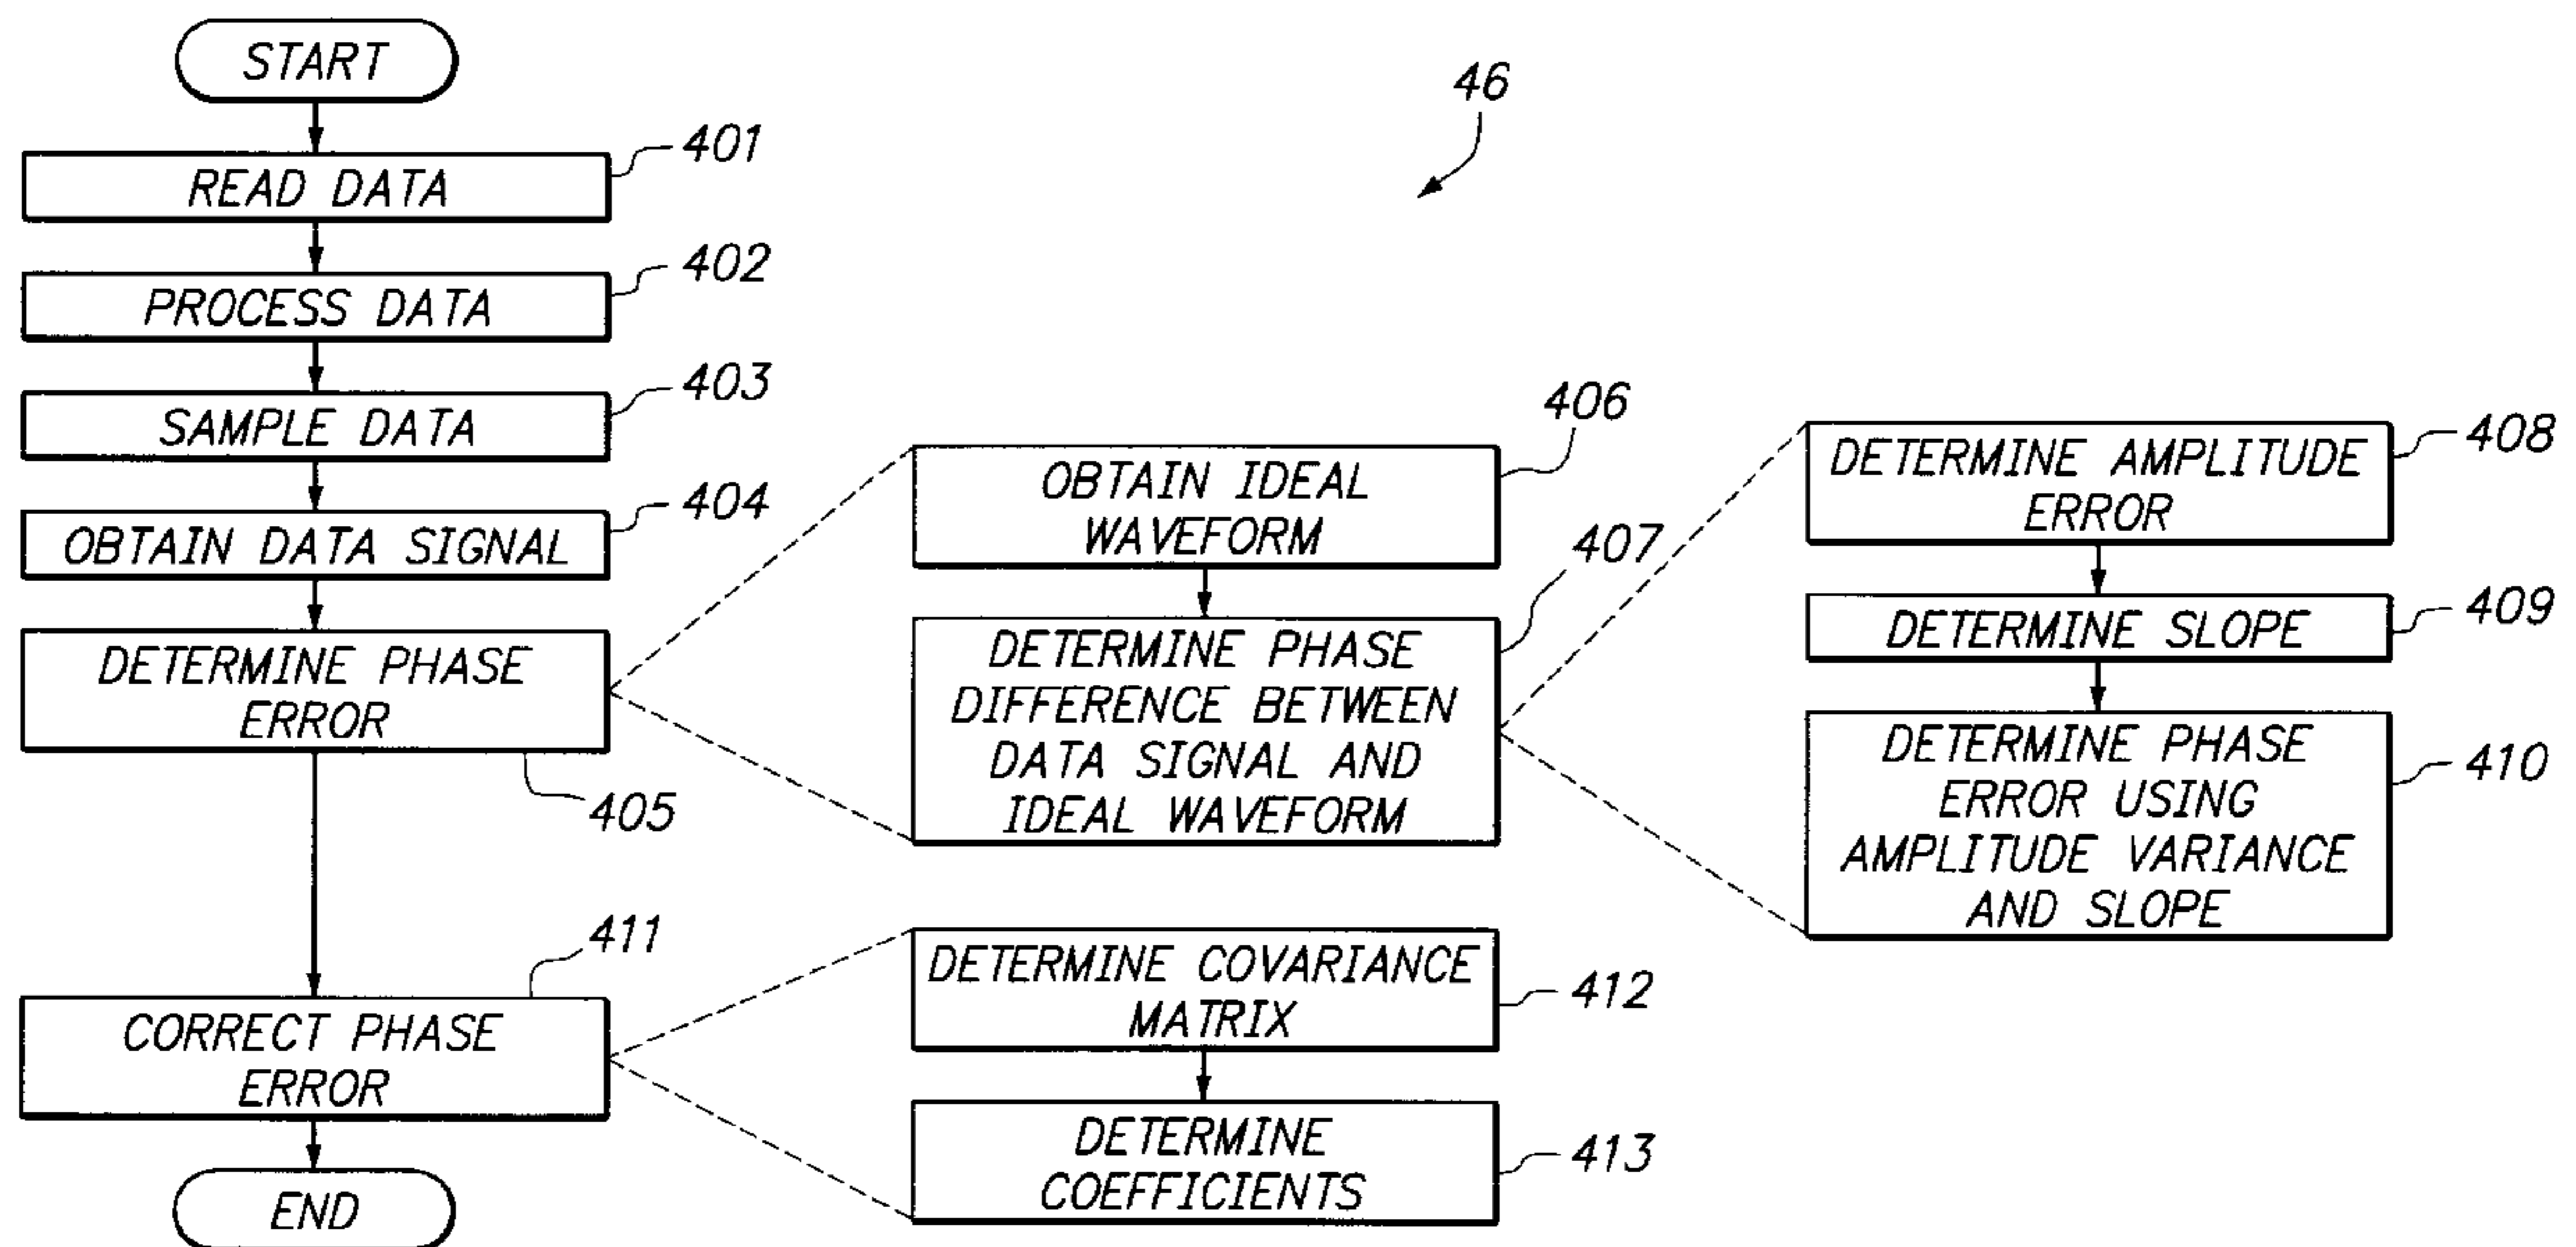 START
46
401
READ DATA
402
PROCESS DATA
403
SAMPLE DATA
404
OBTAIN DATA SIGNAL
DETERMINE PHASE
ERROR
405
406
OBTAIN IDEAL
WAVEFORM
407
DETERMINE PHASE
DIFFERENCE BETWEEN
DATA SIGNAL AND
IDEAL WAVEFORM
408
DETERMINE AMPLITUDE
ERROR
409
DETERMINE SLOPE
410
DETERMINE PHASE
ERROR USING
AMPLITUDE VARIANCE
AND SLOPE
411
CORRECT PHASE
ERROR
412
DETERMINE COVARIANCE
MATRIX
413
DETERMINE
COEFFICIENTS
END